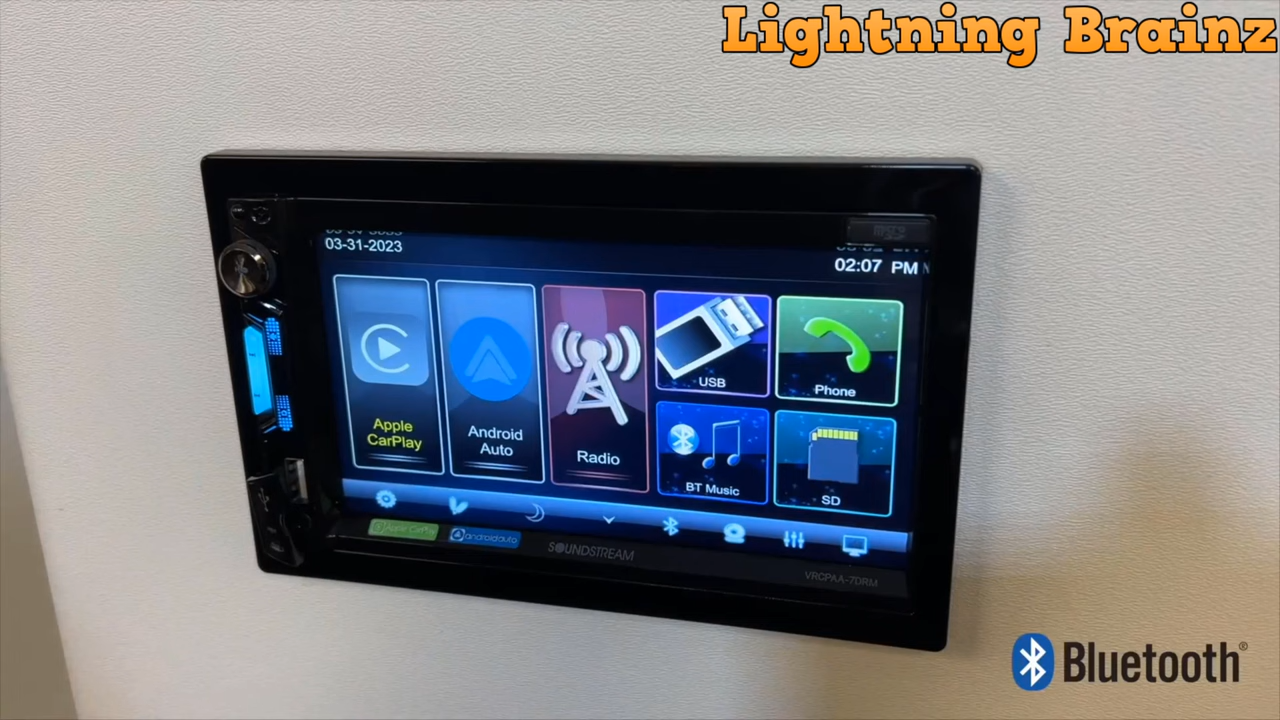 Lightning Brainz
03-31-2023
02:07 PM
Apple
CarPlay
Android
Auto
Radio
USB
Phone
BT Music
SD
Apple CarPlay
androidauto
SOUNDSTREAM
VRCPAA-7DRM
Bluetooth®